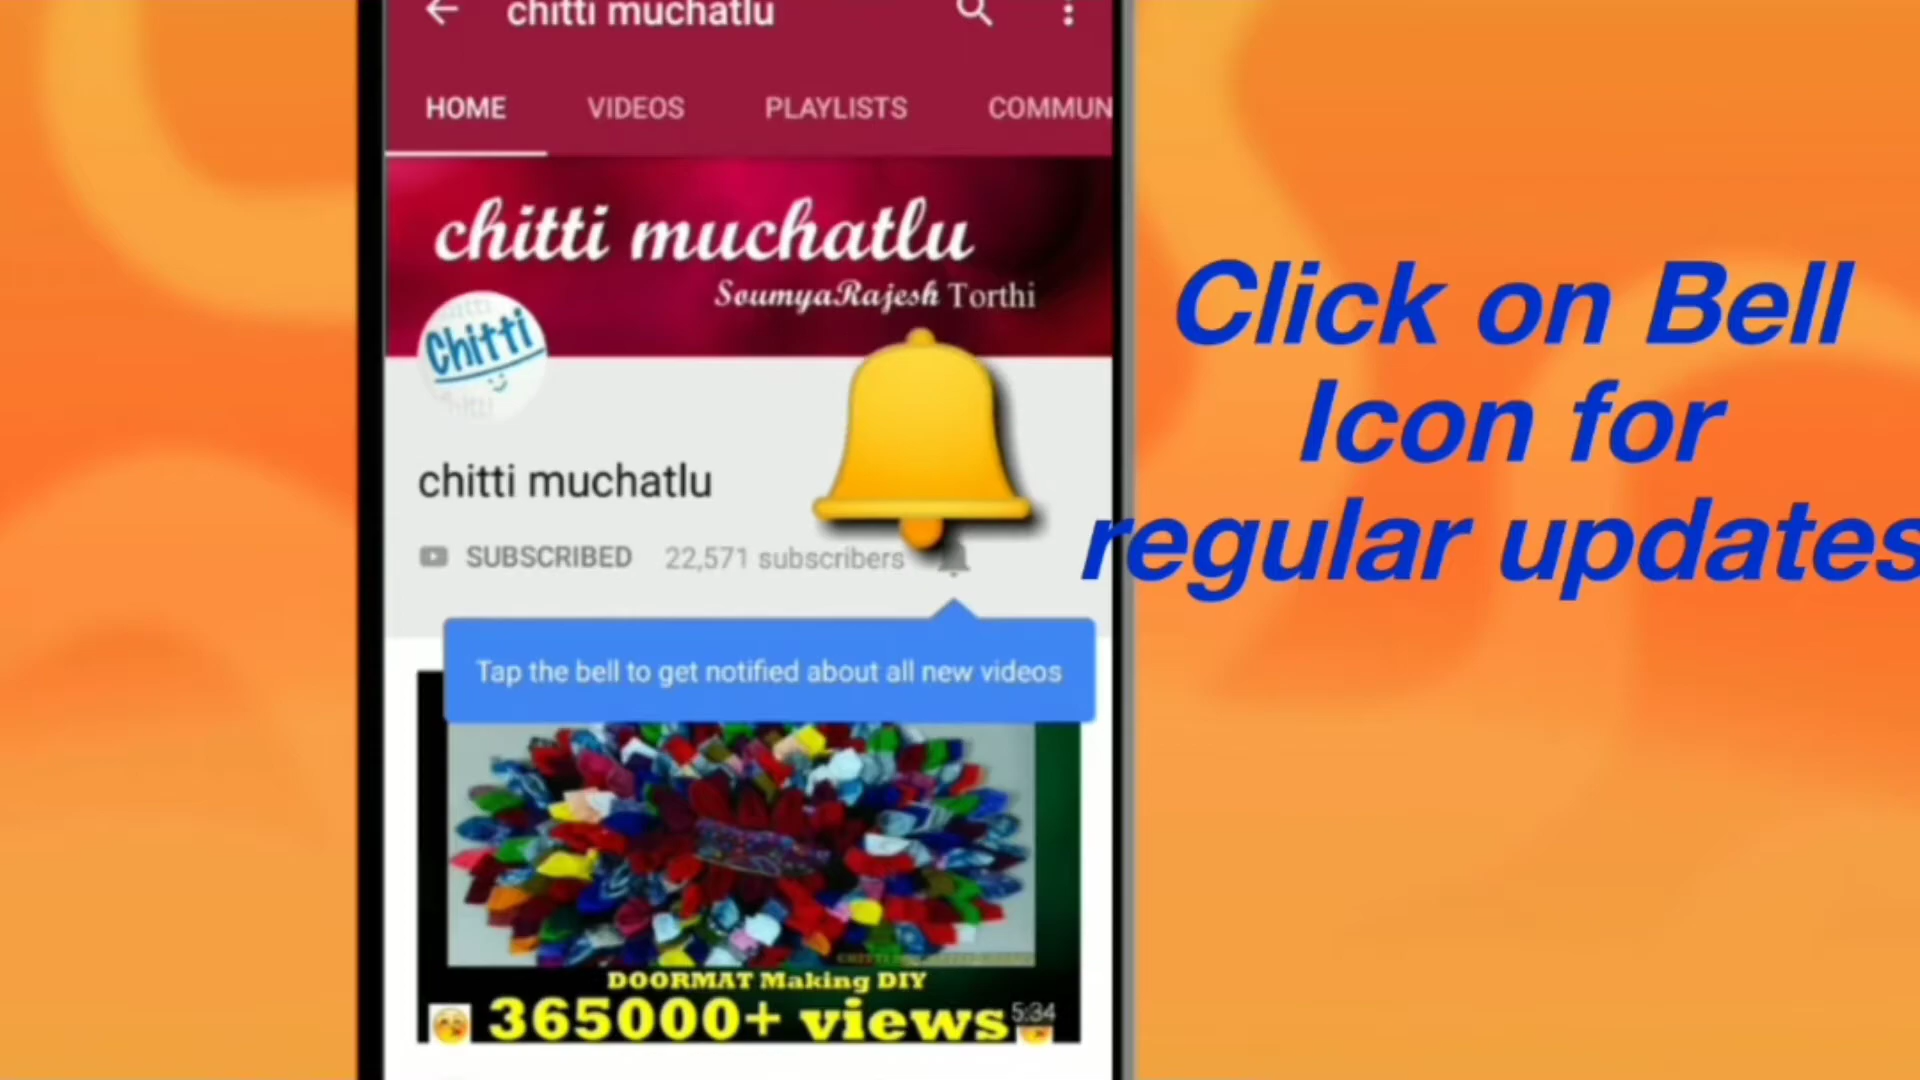 chitti muchatlu
HOME VIDEOS PLAYLISTS COMMUN
chitti muchatlu
SoumyaRajesh Torthi
Chitti
chitti muchatlu
SUBSCRIBED 22,571 subscribers
Tap the bell to get notified about all new videos
DOORMAT Making DIY
365000+ views
5:34
Click on Bell
Icon for
regular updates